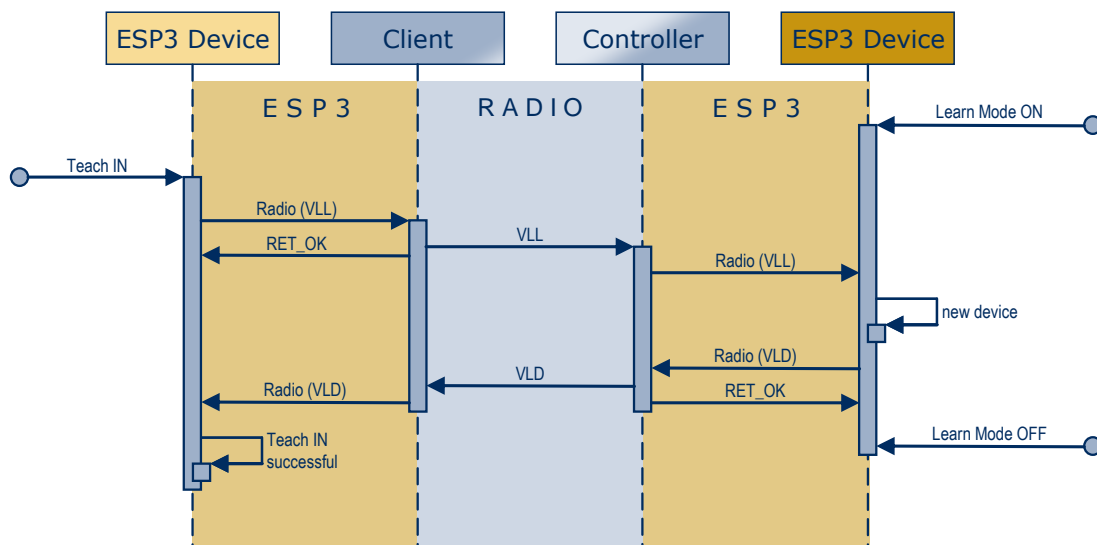 ESP3 Device
Client
Controller
ESP3 Device
ESP3
RADIO
ESP3
Learn Mode ON
Teach IN
Radio (VLL)
VLL
RET_OK
Radio (VLL)
new device
Radio (VLD)
VLD
Radio (VLD)
RET_OK
Learn Mode OFF
Teach IN
successful